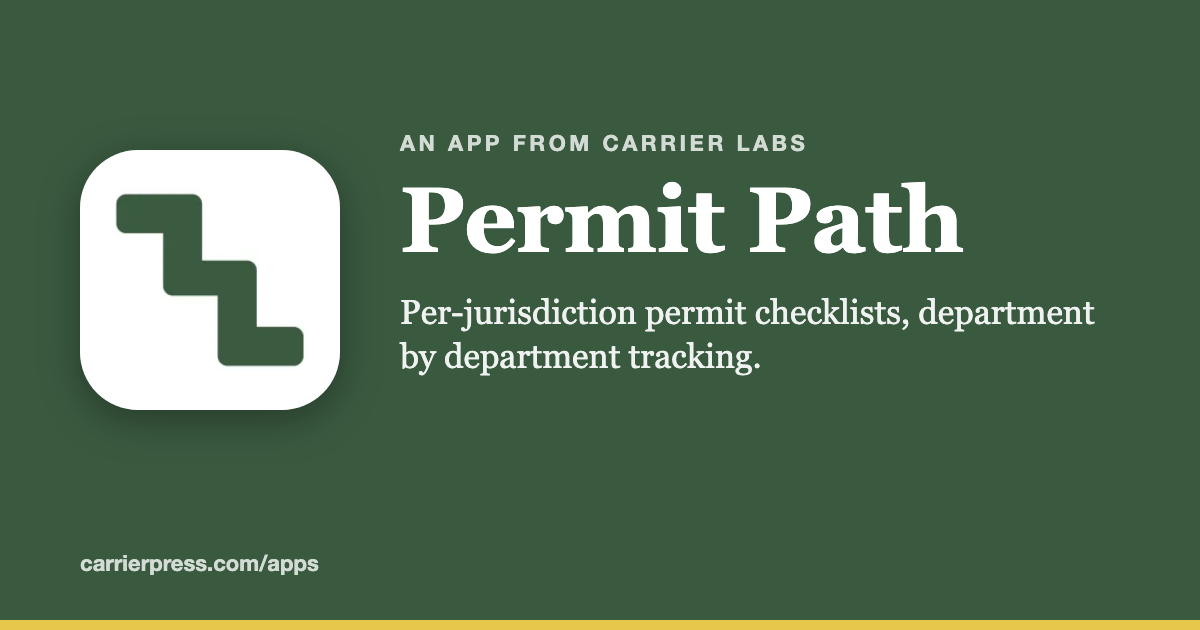 AN APP FROM CARRIER LABS
Permit Path
Per-jurisdiction permit checklists, department
by department tracking.
carrierpress.com/apps